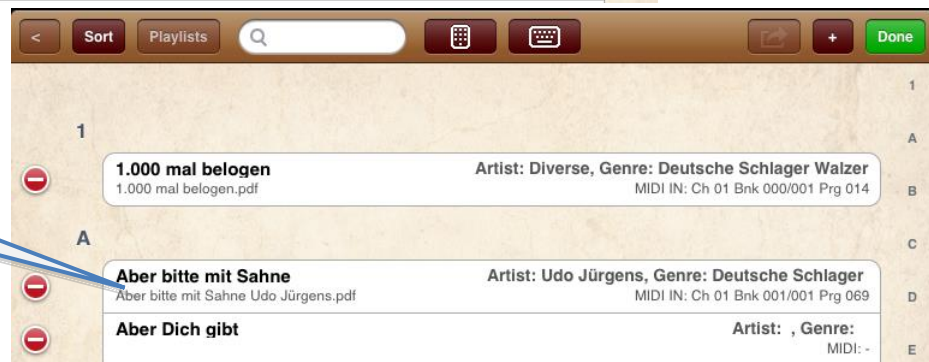 < Sort Playlists + Done
1
1
A
1.000 mal belogen Artist: Diverse, Genre: Deutsche Schlager Walzer
1.000 mal belogen.pdf MIDI IN: Ch 01 Bnk 000/001 Prg 014
B
A
C
Aber bitte mit Sahne Artist: Udo Jürgens, Genre: Deutsche Schlager
Aber bitte mit Sahne Udo Jürgens.pdf MIDI IN: Ch 01 Bnk 001/001 Prg 069
D
Aber Dich gibt Artist: , Genre:
MIDI: -
E